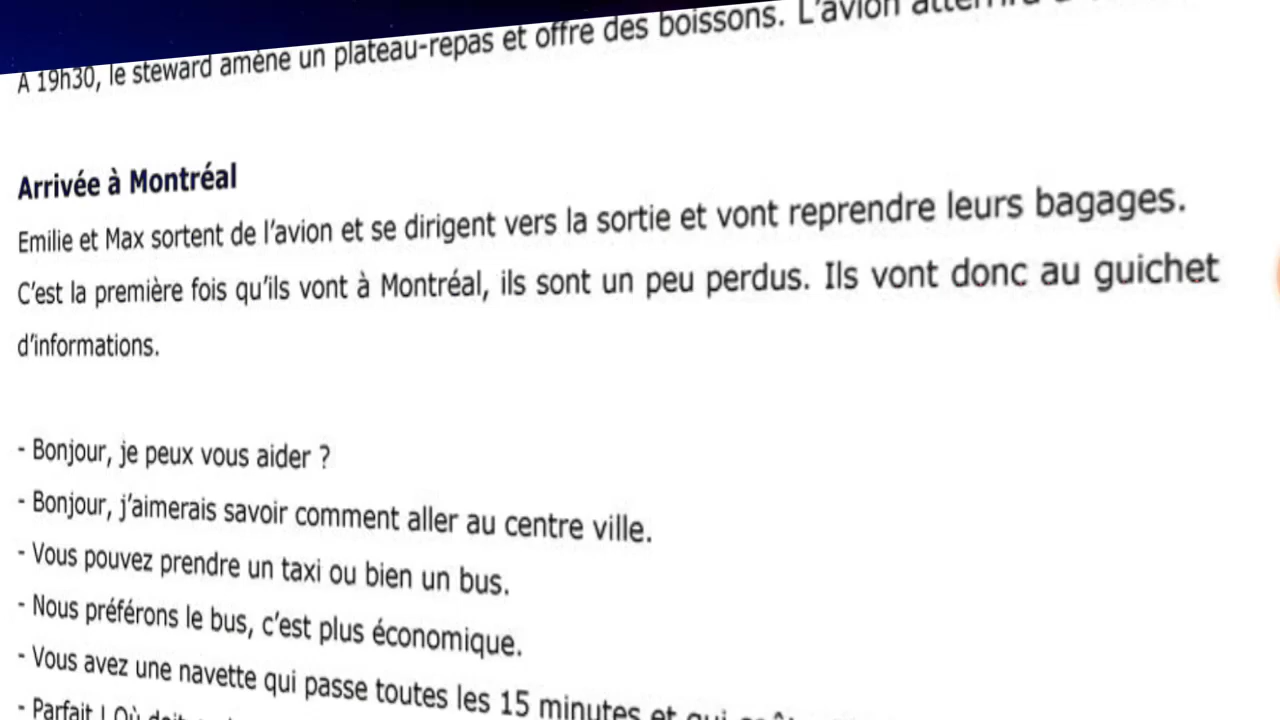 A 19h30, le steward amène un plateau-repas et offre des boissons. L'avion
Arrivée à Montréal
Emilie et Max sortent de l'avion et se dirigent vers la sortie et vont reprendre leurs bagages.
C'est la première fois qu'ils vont à Montréal, ils sont un peu perdus. Ils vont donc au guichet
d'informations.
- Bonjour, je peux vous aider ?
- Bonjour, j'aimerais savoir comment aller au centre ville.
- Vous pouvez prendre un taxi ou bien un bus.
- Nous préférons le bus, c'est plus économique.
- Vous avez une navette qui passe toutes les 15 minutes et qui
- Parfait ! Où